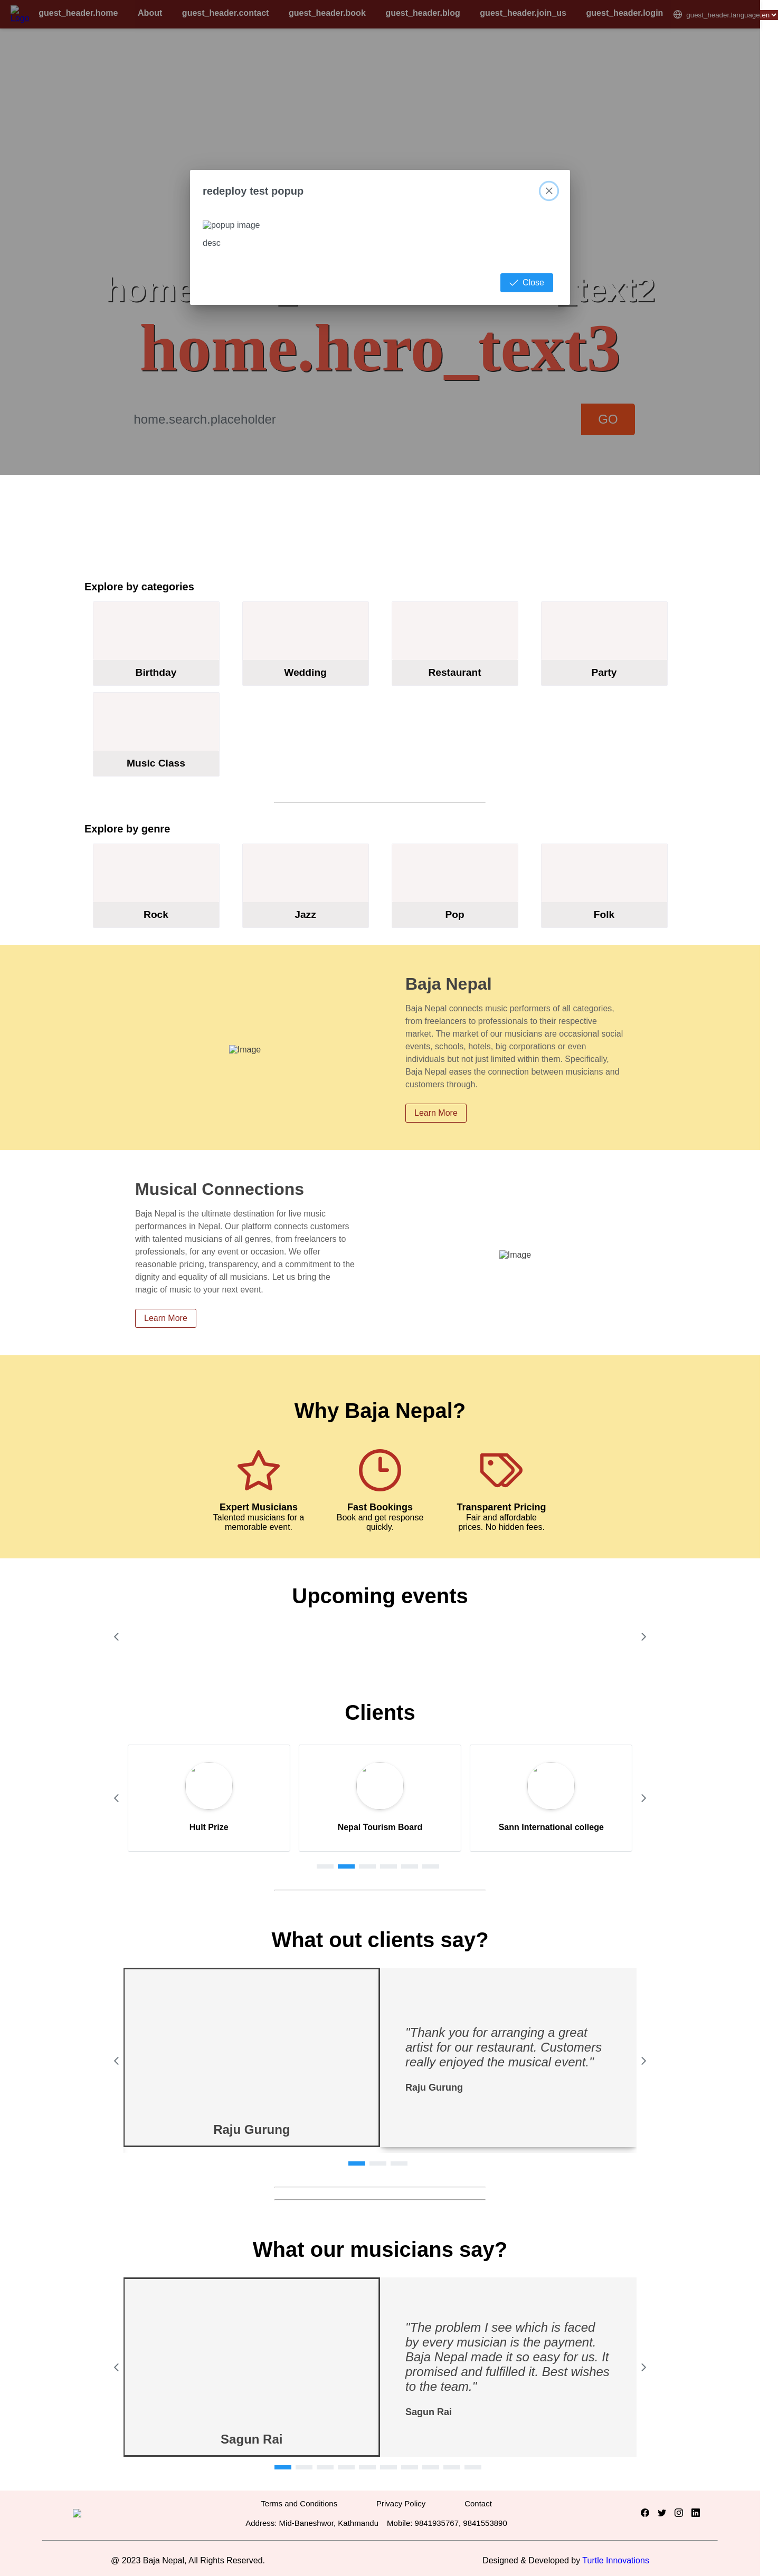 guest_header.home About guest_header.contact guest_header.book guest_header.blog guest_header.join_us guest_header.login guest_header.language.en
redeploy test popup
popup image
desc
Close
home.hero_text3
home.search.placeholder GO
Explore by categories
Birthday Wedding Restaurant Party
Music Class
Explore by genre
Rock Jazz Pop Folk
Baja Nepal
Baja Nepal connects music performers of all categories,
from freelancers to professionals to their respective
market. The market of our musicians are occasional social
events, schools, hotels, big corporations or even
individuals but not just limited within them. Specifically,
Baja Nepal eases the connection between musicians and
customers through.
Image
Learn More
Musical Connections
Baja Nepal is the ultimate destination for live music
performances in Nepal. Our platform connects customers
with talented musicians of all genres, from freelancers to
professionals, for any event or occasion. We offer
reasonable pricing, transparency, and a commitment to the
dignity and equality of all musicians. Let us bring the
magic of music to your next event.
Image
Learn More
Why Baja Nepal?
Expert Musicians
Talented musicians for a
memorable event.
Fast Bookings
Book and get response
quickly.
Transparent Pricing
Fair and affordable
prices. No hidden fees.
Upcoming events
Clients
Hult Prize Nepal Tourism Board Sann International college
What out clients say?
Raju Gurung
"Thank you for arranging a great
artist for our restaurant. Customers
really enjoyed the musical event."
Raju Gurung
What our musicians say?
Sagun Rai
"The problem I see which is faced
by every musician is the payment.
Baja Nepal made it so easy for us. It
promised and fulfilled it. Best wishes
to the team."
Sagun Rai
Terms and Conditions Privacy Policy Contact
Address: Mid-Baneshwor, Kathmandu Mobile: 9841935767, 9841553890
@ 2023 Baja Nepal, All Rights Reserved. Designed & Developed by Turtle Innovations